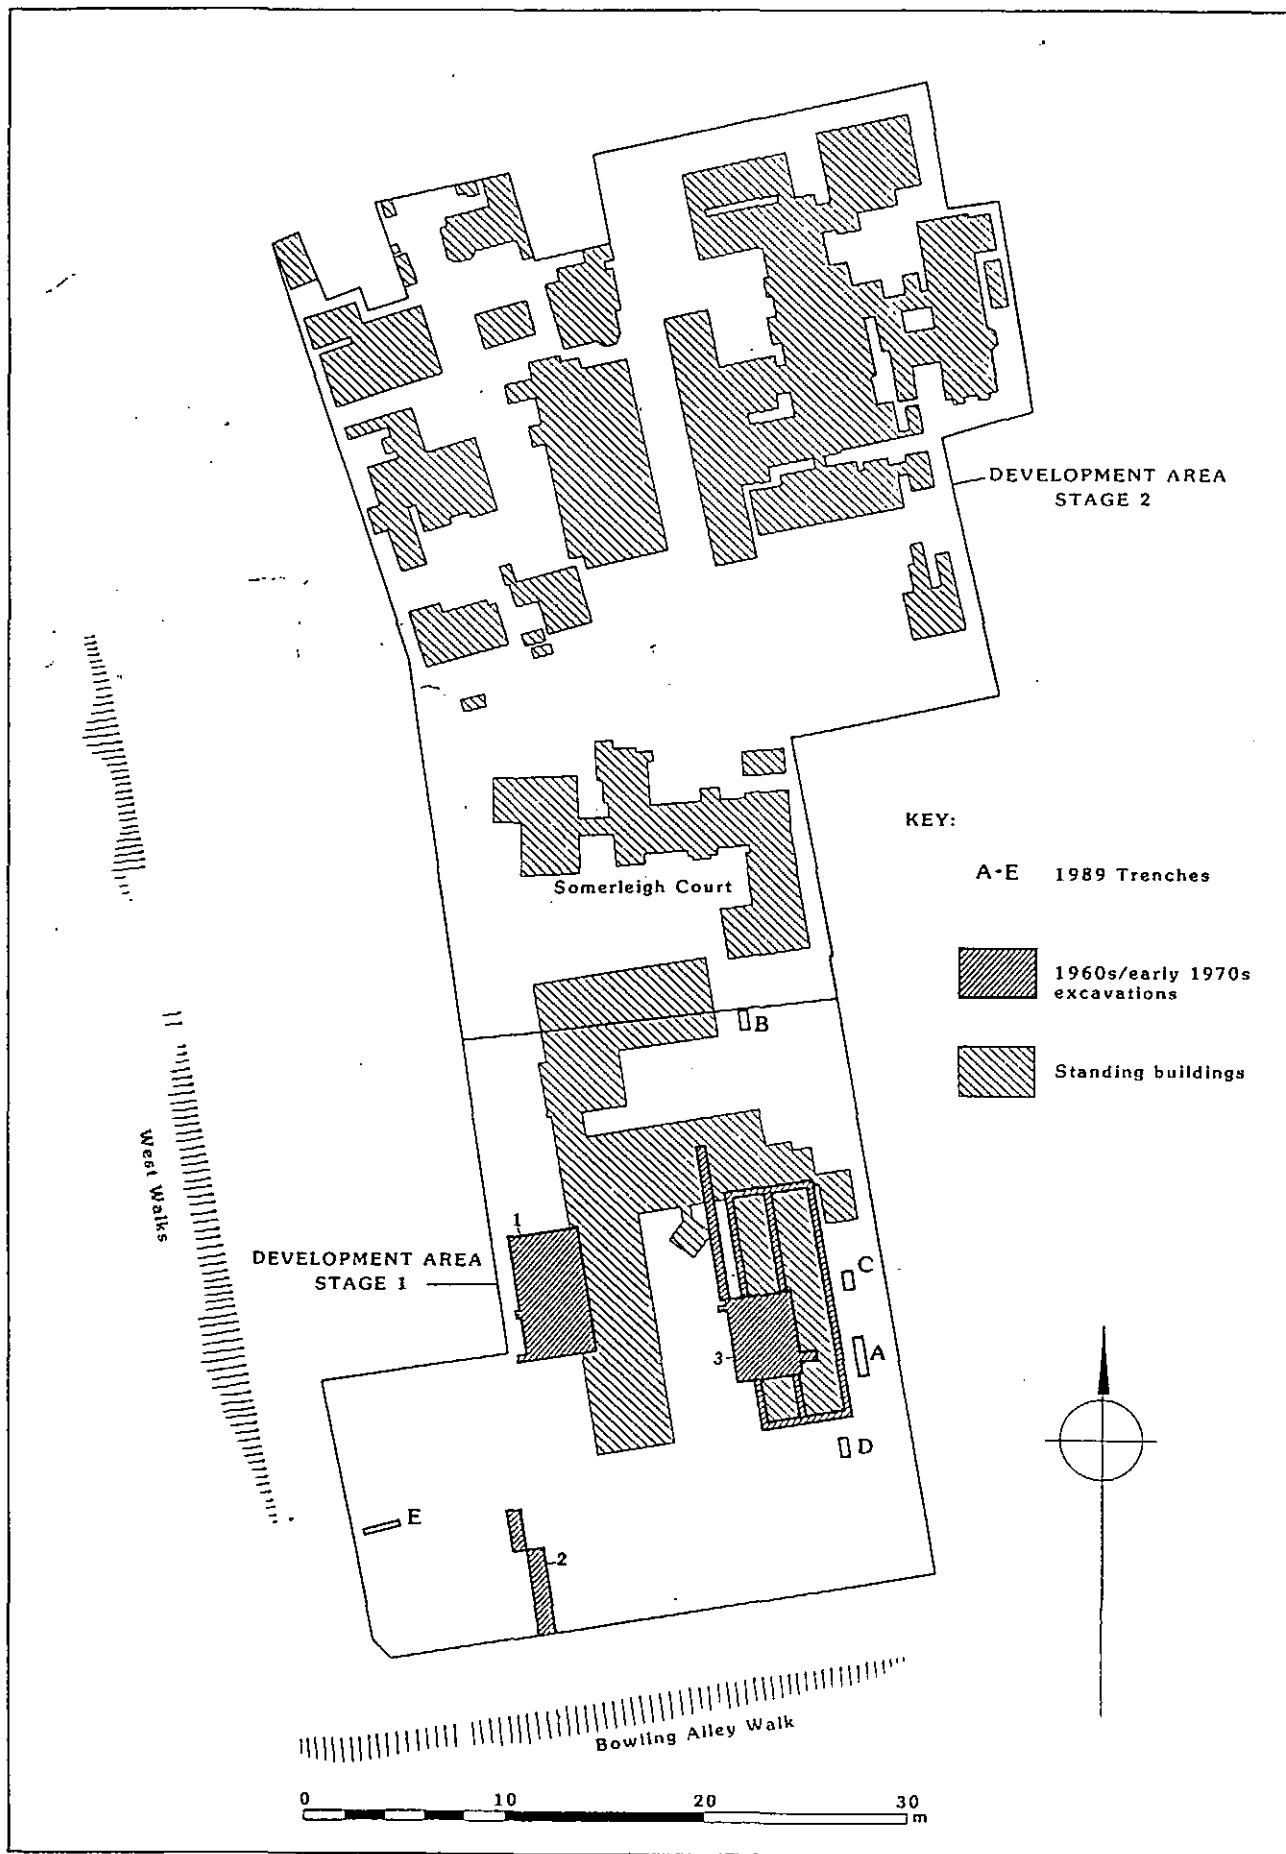 DEVELOPMENT AREA
STAGE 2
KEY:
A-E 1989 Trenches
Somerleigh Court
1960s/early 1970s
excavations
B
Standing buildings
West Walks
1
DEVELOPMENT AREA
STAGE 1
C
3
A
D
E
2
Bowling Alley Walk
0 10 20 30
m